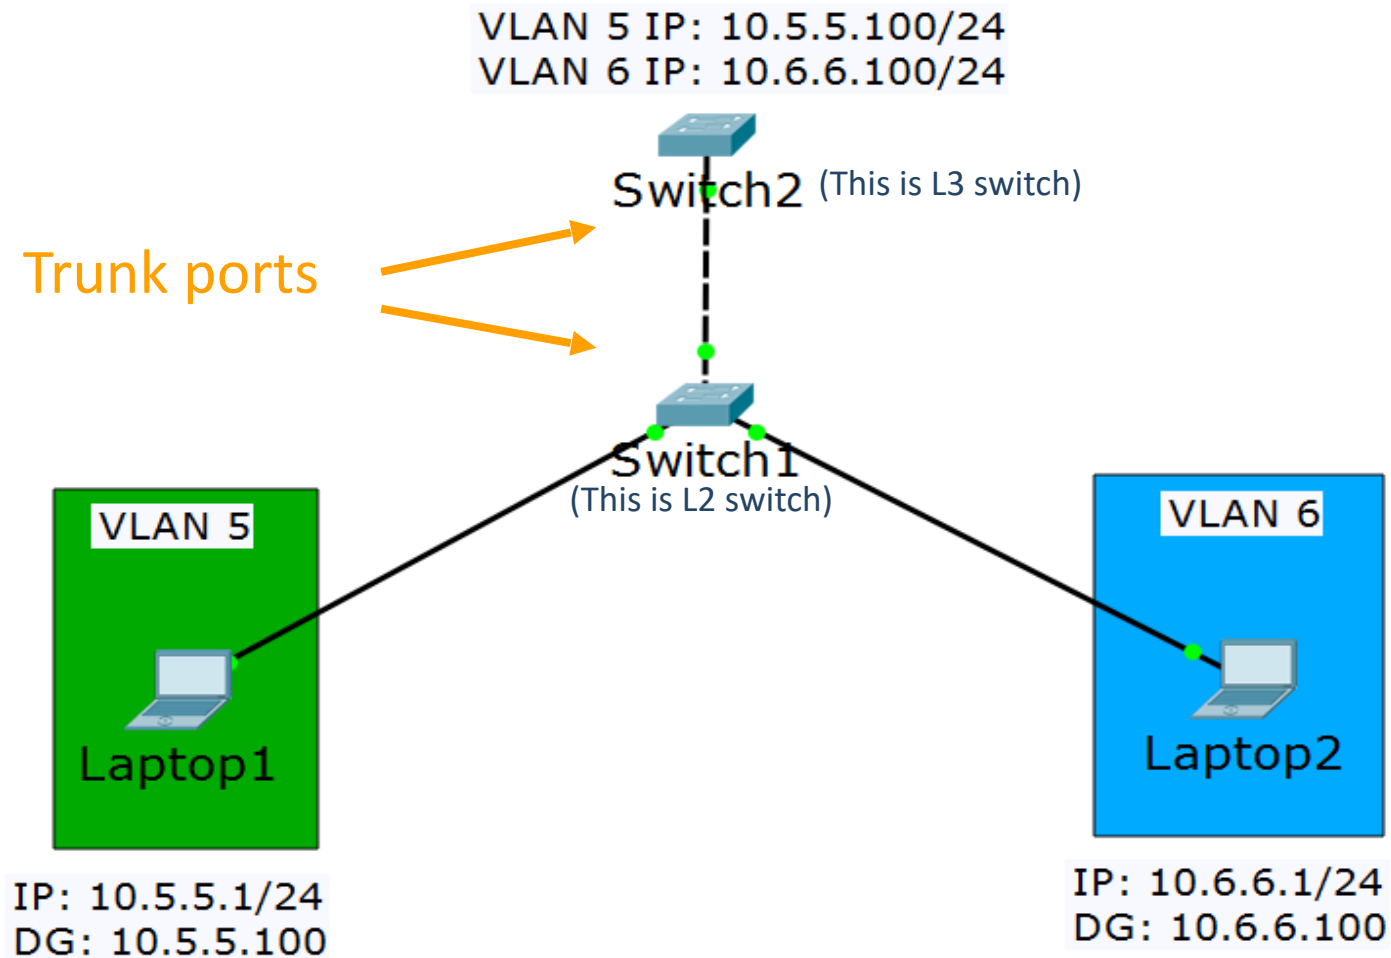 VLAN 5 IP: 10.5.5.100/24
VLAN 6 IP: 10.6.6.100/24
Switch2 (This is L3 switch)
Trunk ports
Switch1
(This is L2 switch)
VLAN 5
VLAN 6
Laptop1
Laptop2
IP: 10.5.5.1/24
DG: 10.5.5.100
IP: 10.6.6.1/24
DG: 10.6.6.100